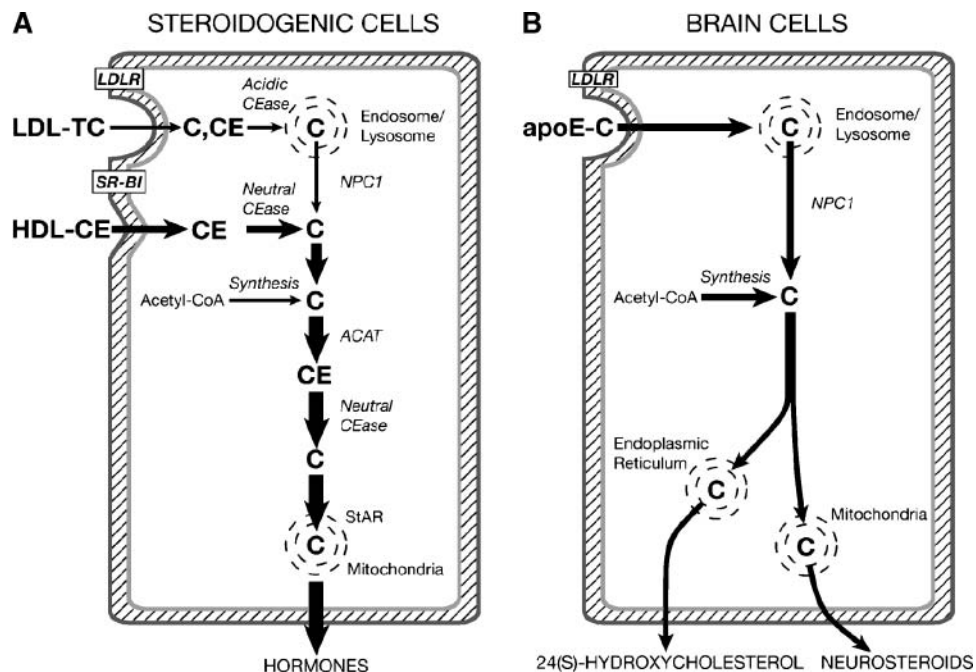 A STEROIDOGENIC CELLS
LDLR
Acidic
CEase
LDL-TC
C,CE
C
Endosome/
Lysosome
SR-BI
NPC1
Neutral
CEase
HDL-CE
CE
C
Synthesis
Acetyl-CoA
C
ACAT
CE
Neutral
CEase
C
StAR
C
Mitochondria
HORMONES
B BRAIN CELLS
LDLR
apoE-C
C
Endosome/
Lysosome
NPC1
Synthesis
Acetyl-CoA
C
Endoplasmic
Reticulum
C
Mitochondria
C
24(S)-HYDROXYCHOLESTEROL NEUROSTEROIDS